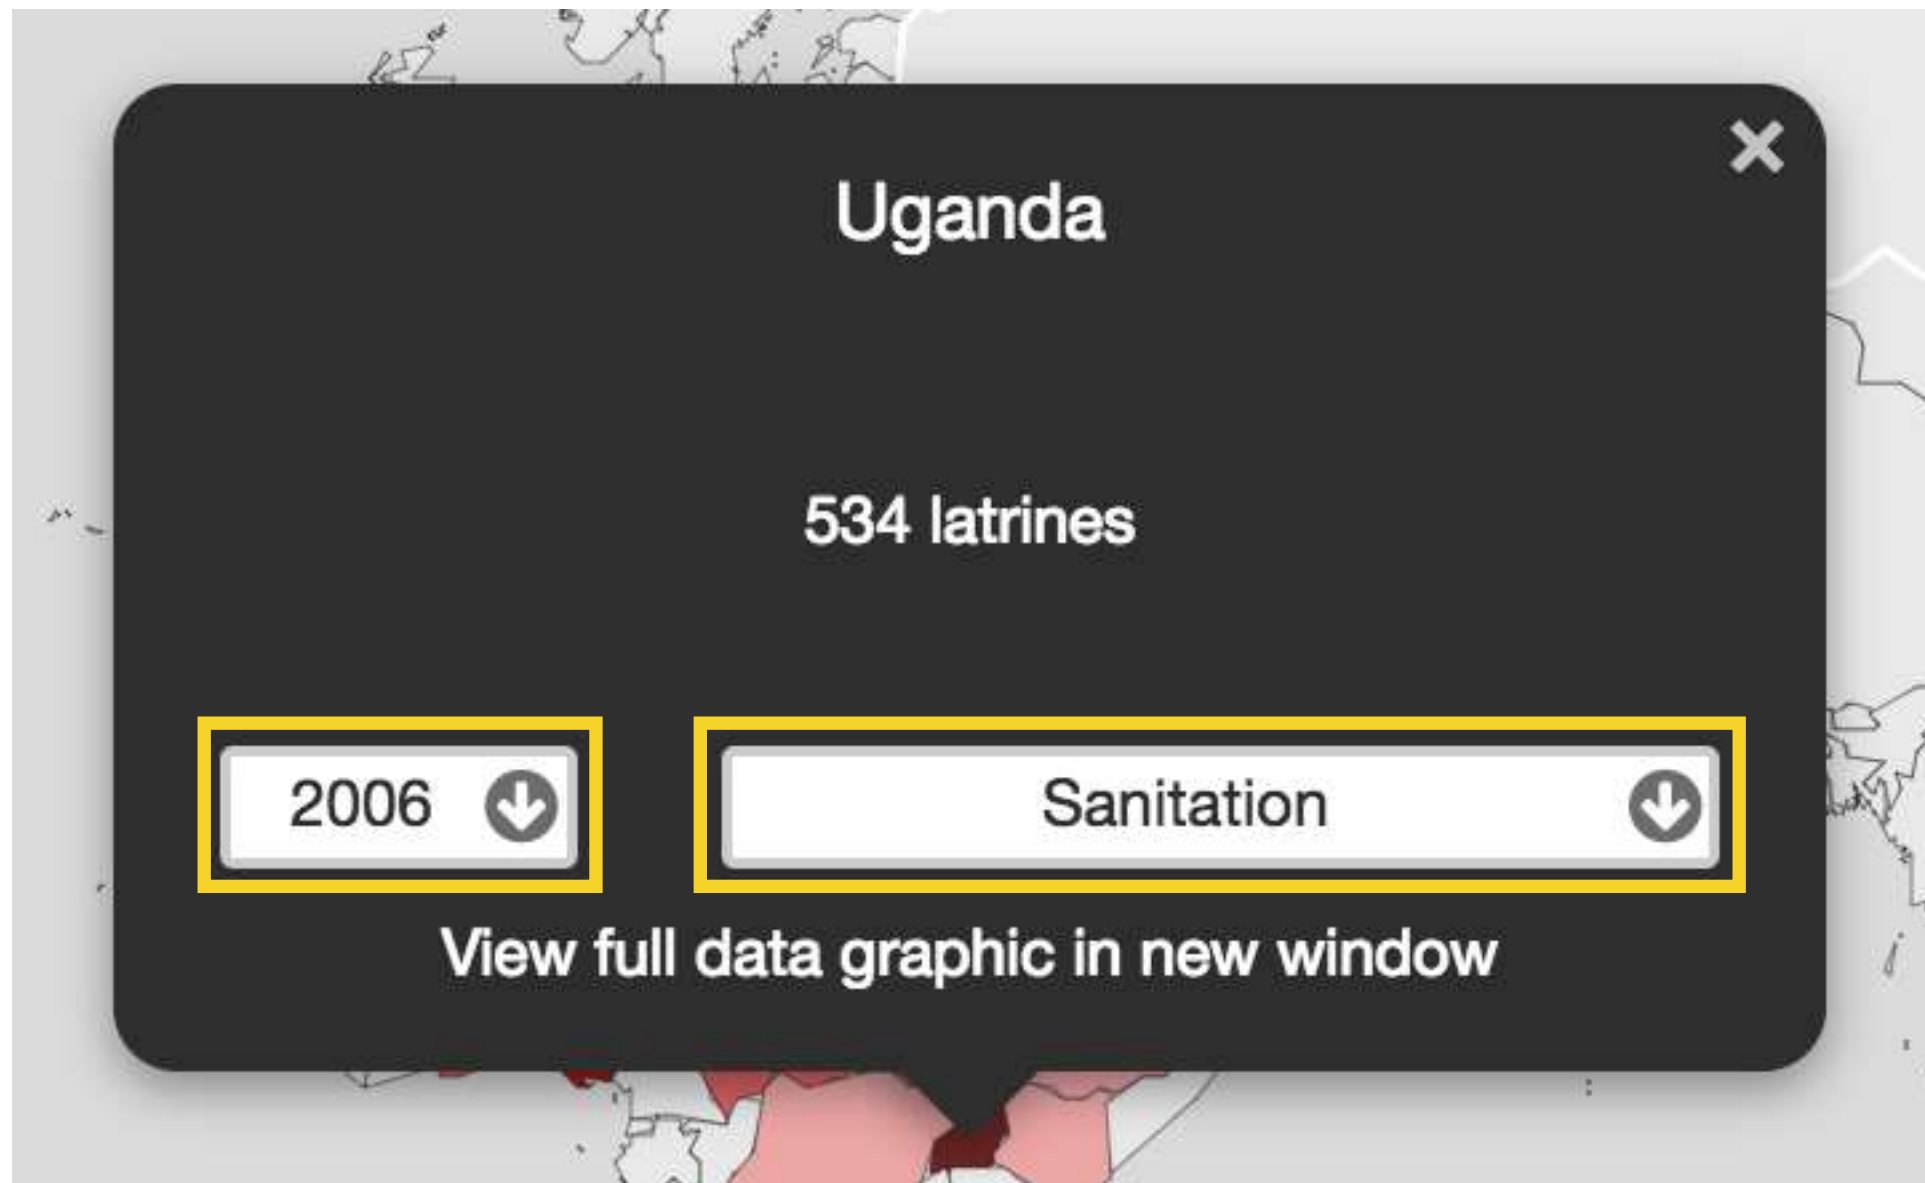 Uganda
534 latrines
2006
Sanitation
View full data graphic in new window